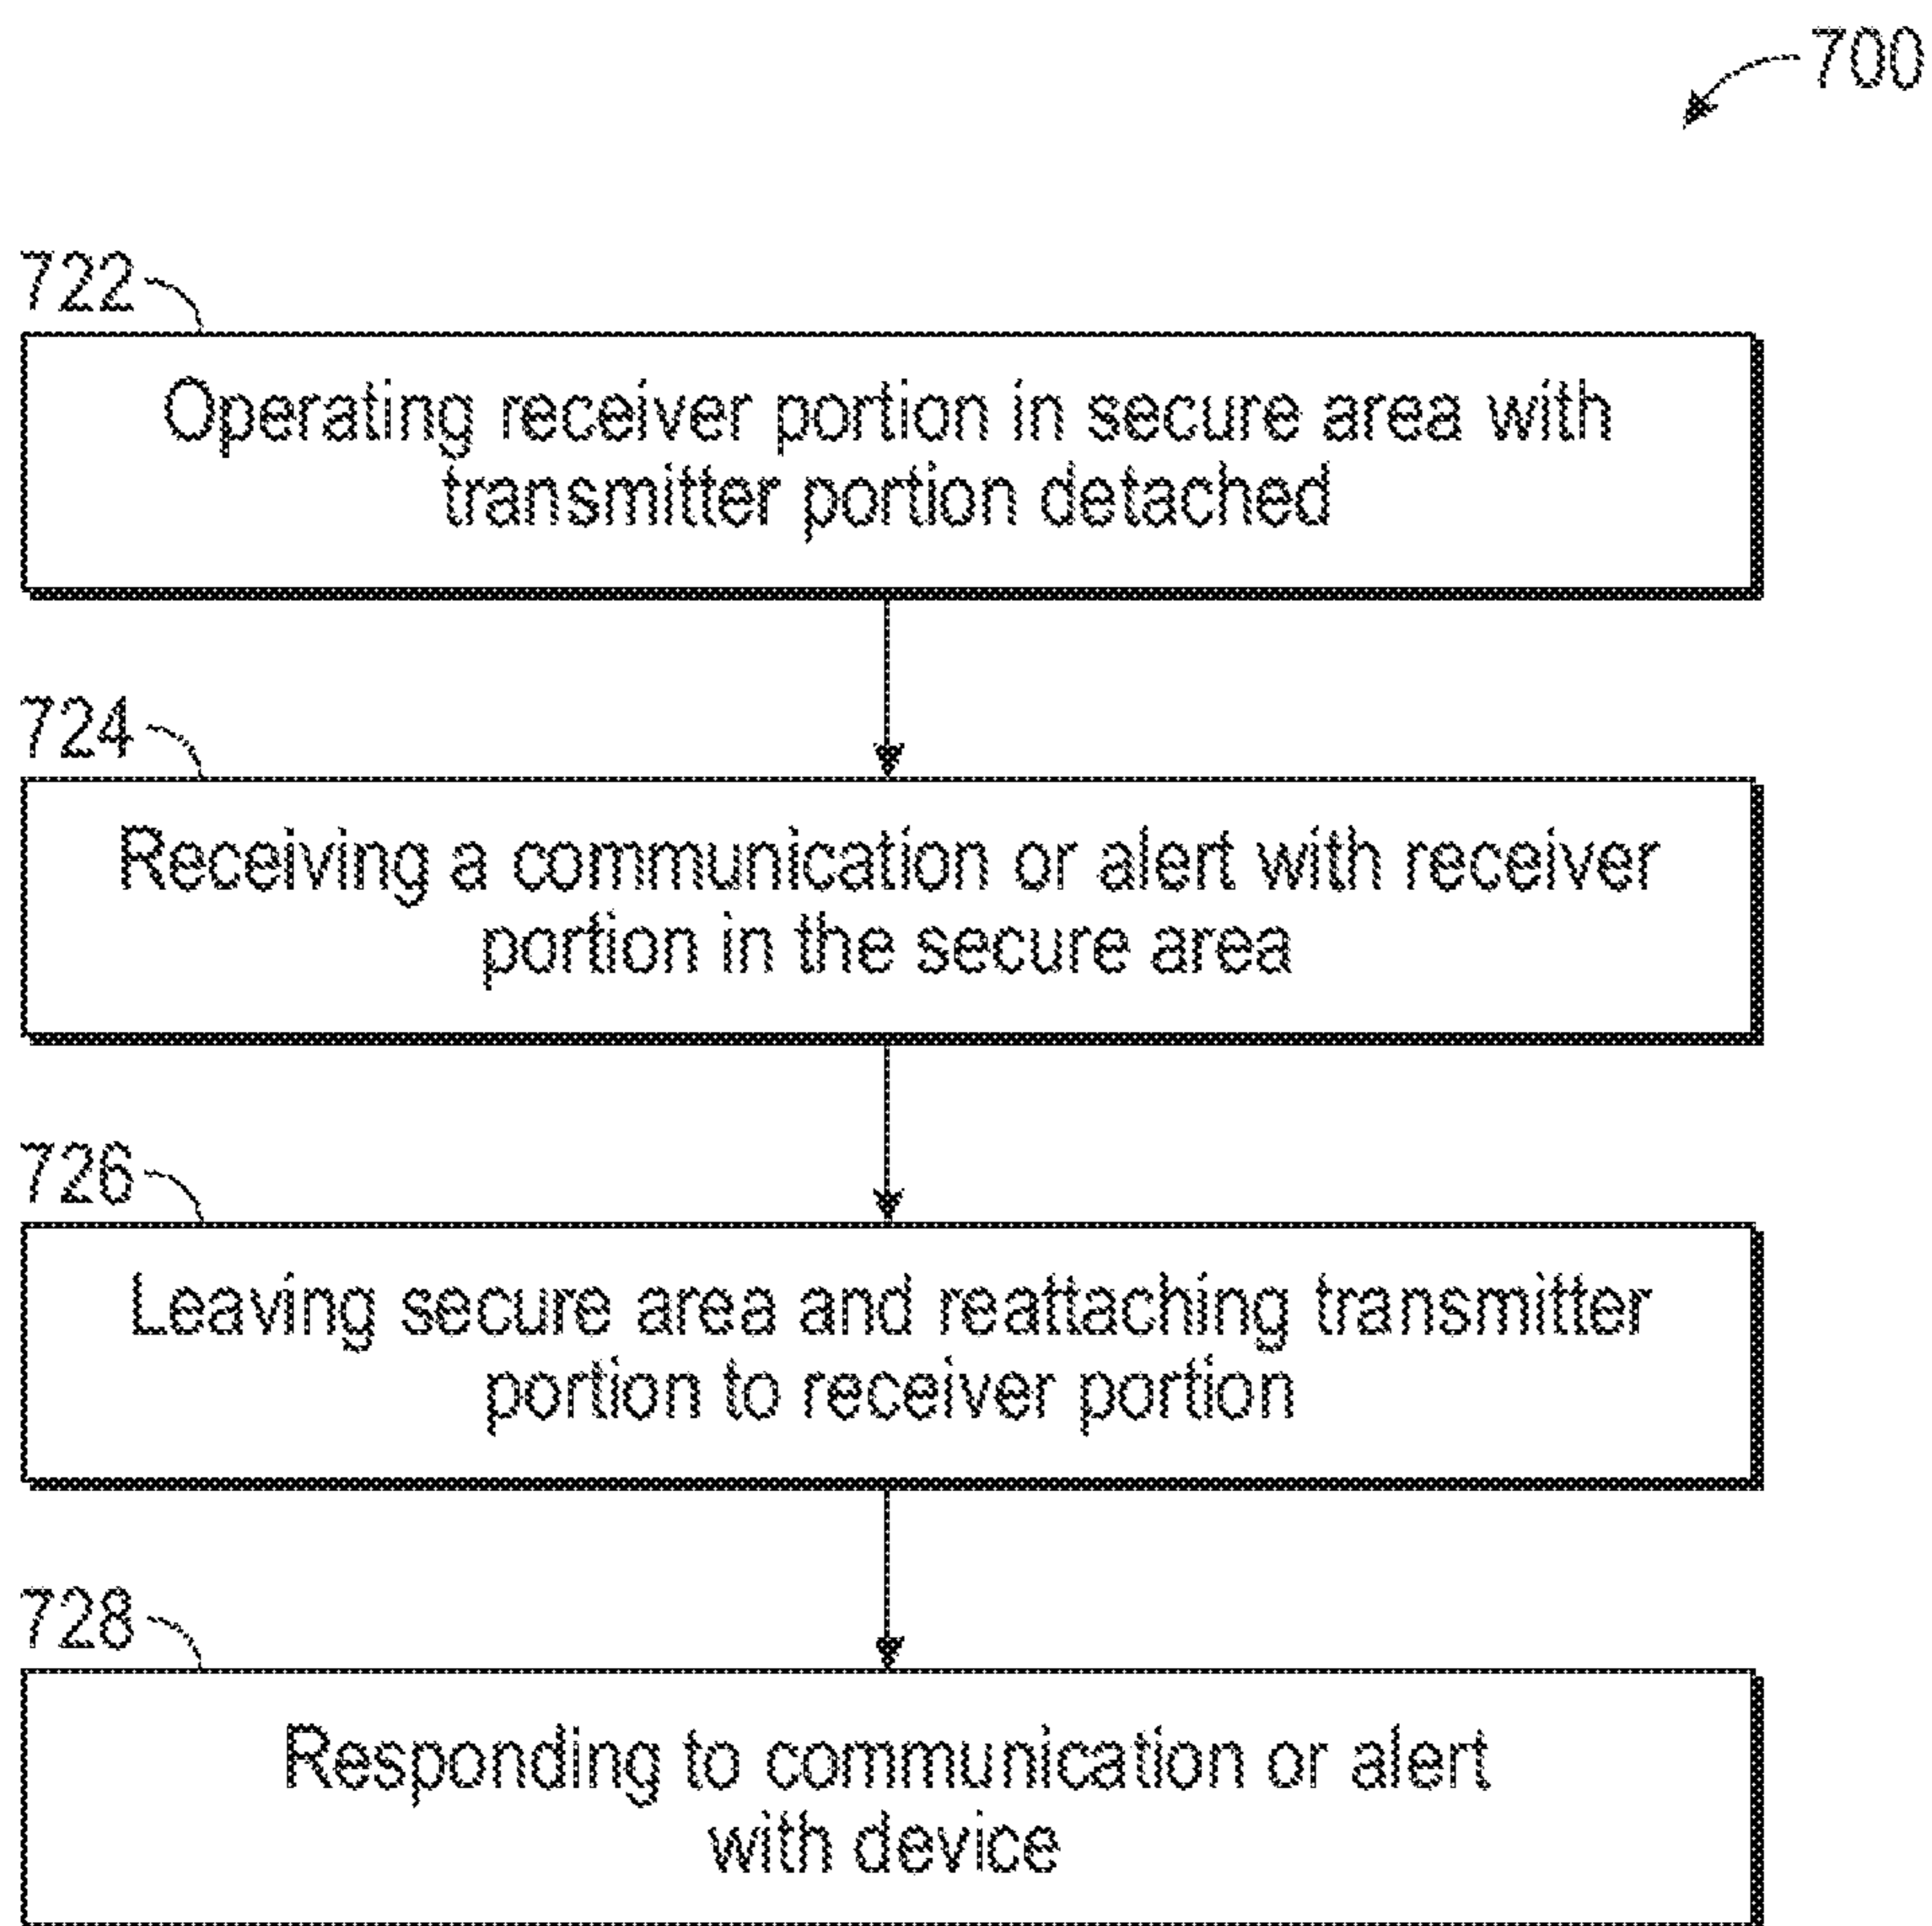 700
722
Operating receiver portion in secure area with
transmitter portion detached
724
Receiving a communication or alert with receiver
portion in the secure area
726
Leaving secure area and reattaching transmitter
portion to receiver portion
728
Responding to communication or alert
with device